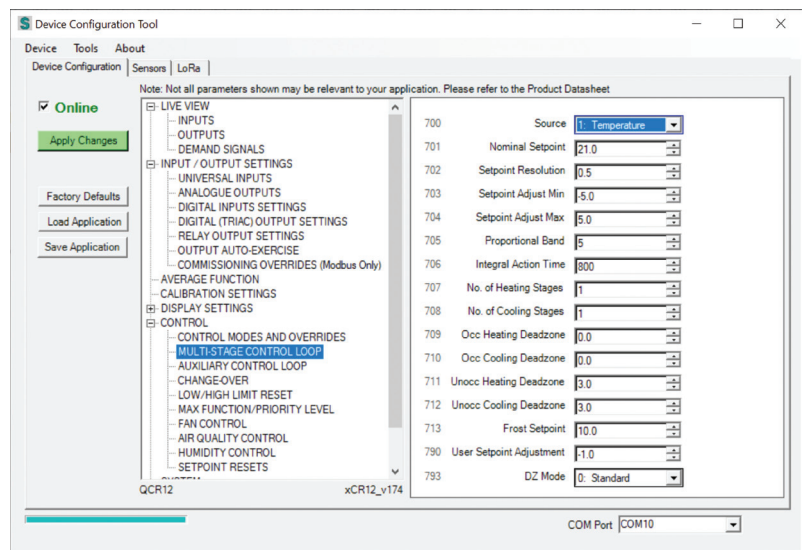 Device Configuration Tool
Device Tools About
Device Configuration Sensors LoRa
Note: Not all parameters shown may be relevant to your application. Please refer to the Product Datasheet
Online
Apply Changes
Factory Defaults
Load Application
Save Application
LIVE VIEW
INPUTS
OUTPUTS
DEMAND SIGNALS
INPUT / OUTPUT SETTINGS
UNIVERSAL INPUTS
ANALOGUE OUTPUTS
DIGITAL INPUTS SETTINGS
DIGITAL (TRIAC) OUTPUT SETTINGS
RELAY OUTPUT SETTINGS
OUTPUT AUTO-EXERCISE
COMMISSIONING OVERRIDES (Modbus Only)
AVERAGE FUNCTION
CALIBRATION SETTINGS
DISPLAY SETTINGS
CONTROL
CONTROL MODES AND OVERRIDES
MULTI-STAGE CONTROL LOOP
AUXILIARY CONTROL LOOP
CHANGE-OVER
LOW/HIGH LIMIT RESET
MAX FUNCTION/PRIORITY LEVEL
FAN CONTROL
AIR QUALITY CONTROL
HUMIDITY CONTROL
SETPOINT RESETS
QCR12 xCR12_v174
700 Source 1: Temperature
701 Nominal Setpoint 21.0
702 Setpoint Resolution 0.5
703 Setpoint Adjust Min -5.0
704 Setpoint Adjust Max 5.0
705 Proportional Band 5
706 Integral Action Time 800
707 No. of Heating Stages 1
708 No. of Cooling Stages 1
709 Occ Heating Deadzone 0.0
710 Occ Cooling Deadzone 0.0
711 Unocc Heating Deadzone 3.0
712 Unocc Cooling Deadzone 3.0
713 Frost Setpoint 10.0
790 User Setpoint Adjustment -1.0
793 DZ Mode 0: Standard
COM Port COM10